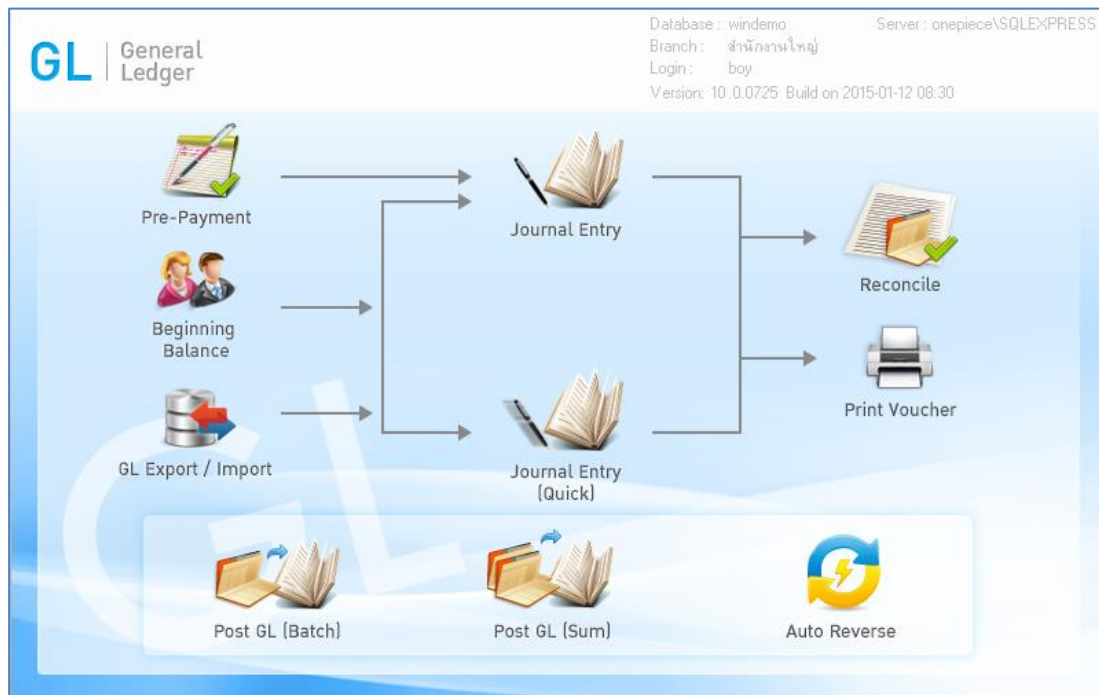 GL General Ledger
Database : windemo Server : onepiece\SQLEXPRESS
Branch : สำนักงานใหญ่
Login : boy
Version: 10 .0.0725 Build on 2015-01-12 08:30
Pre-Payment
Journal Entry
Reconcile
Beginning
Balance
Print Voucher
GL Export / Import
Journal Entry
(Quick)
GL
Post GL (Batch)
Post GL (Sum)
Auto Reverse